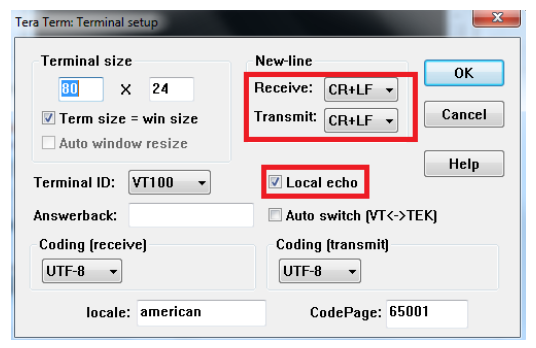 Tera Term: Terminal setup
Terminal size
80 X 24
Term size = win size
Auto window resize
New-line
Receive: CR+LF
Transmit: CR+LF
OK
Cancel
Help
Terminal ID: VT100
Local echo
Answerback:
Auto switch (VT<->TEK)
Coding (receive)
UTF-8
Coding (transmit)
UTF-8
locale: american
CodePage: 65001